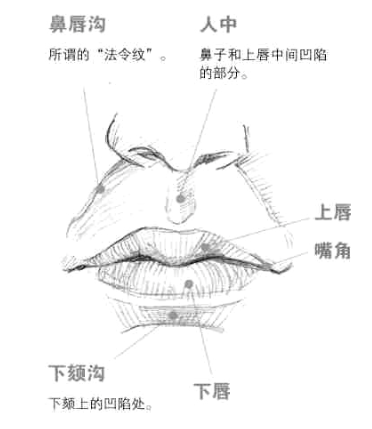 鼻唇沟
所谓的“法令纹”。
人中
鼻子和上唇中间凹陷
的部分。
上唇
嘴角
下颏沟
下颏上的凹陷处。
下唇